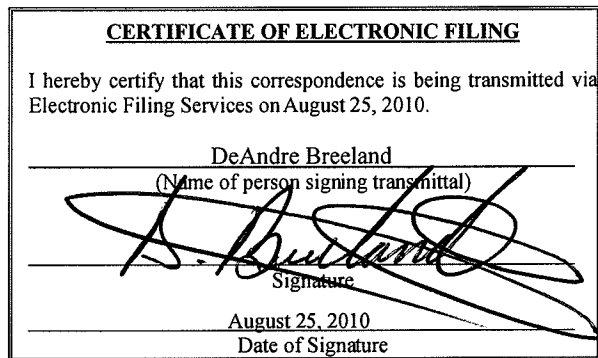 CERTIFICATE OF ELECTRONIC FILING
I hereby certify that this correspondence is being transmitted via
Electronic Filing Services on August 25, 2010.
DeAndre Breeland
(Name of person signing transmittal)
D. Breeland
Signature
August 25, 2010
Date of Signature